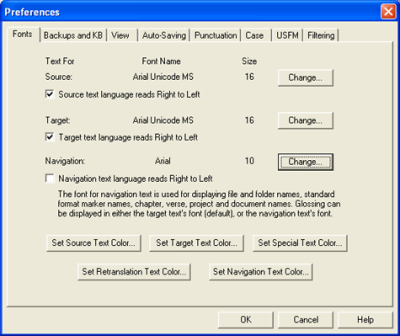 Preferences
Fonts Backups and KB View Auto-Saving Punctuation Case USFM Filtering
Text For Font Name Size
Source: Arial Unicode MS 16 Change...
Source text language reads Right to Left
Target: Arial Unicode MS 16 Change...
Target text language reads Right to Left
Navigation: Arial 10 Change...
Navigation text language reads Right to Left
The font for navigation text is used for displaying file and folder names, standard
format marker names, chapter, verse, project and document names. Glossing
can be displayed in either the target text's font (default), or the navigation text's font.
Set Source Text Color... Set Target Text Color... Set Special Text Color...
Set Retranslation Text Color... Set Navigation Text Color...
OK Cancel Help